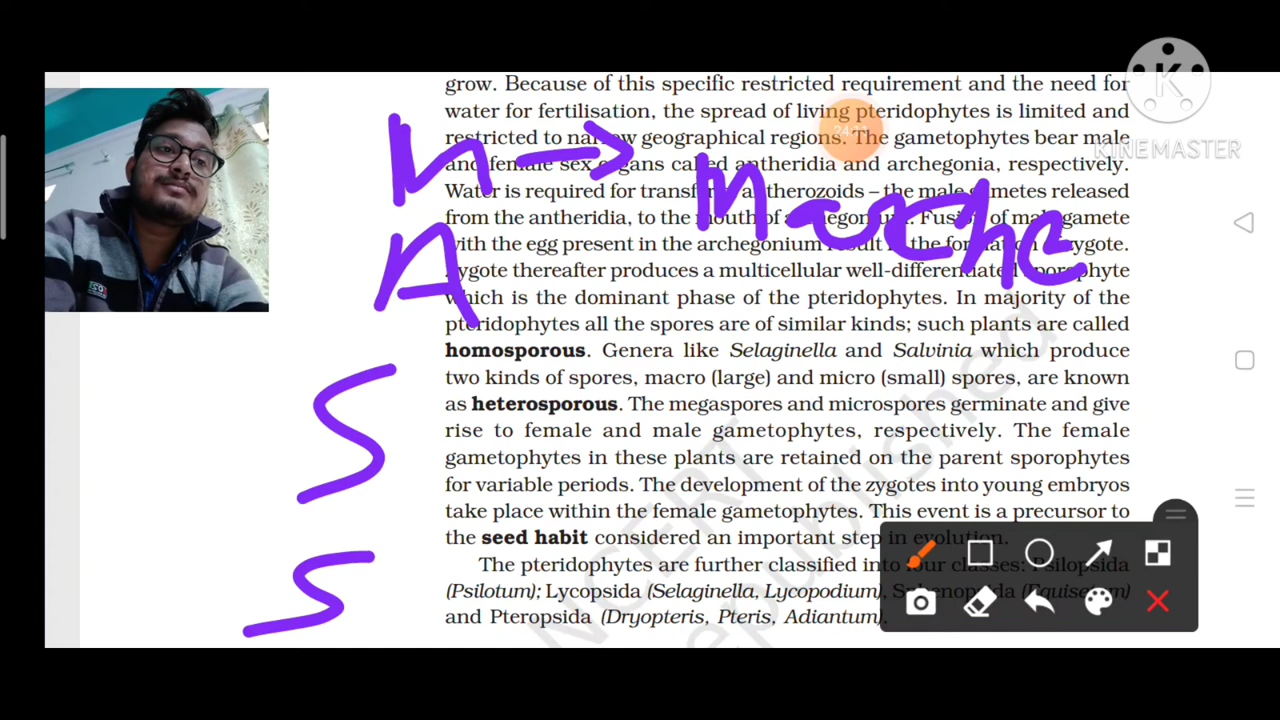 grow. Because of this specific restricted requirement and the need for
water for fertilisation, the spread of living pteridophytes is limited and
restricted to narrow geographical regions. The gametophytes bear male
and female sex organs called antheridia and archegonia, respectively.
Water is required for transfer of antherozoids – the male gametes released
from the antheridia, to the mouth of archegonium. Fusion of male gamete
with the egg present in the archegonium result in the formation of zygote.
Zygote thereafter produces a multicellular well-differentiated sporophyte
which is the dominant phase of the pteridophytes. In majority of the
pteridophytes all the spores are of similar kinds; such plants are called
homosporous. Genera like Selaginella and Salvinia which produce
two kinds of spores, macro (large) and micro (small) spores, are known
as heterosporous. The megaspores and microspores germinate and give
rise to female and male gametophytes, respectively. The female
gametophytes in these plants are retained on the parent sporophytes
for variable periods. The development of the zygotes into young embryos
take place within the female gametophytes. This event is a precursor to
the seed habit considered an important step in evolution.
The pteridophytes are further classified into four classes: Psilopsida
(Psilotum); Lycopsida (Selaginella, Lycopodium), Sphenopsida (Equisetum)
and Pteropsida (Dryopteris, Pteris, Adiantum).
A
S
S
KINEMASTER
NCERT
republished